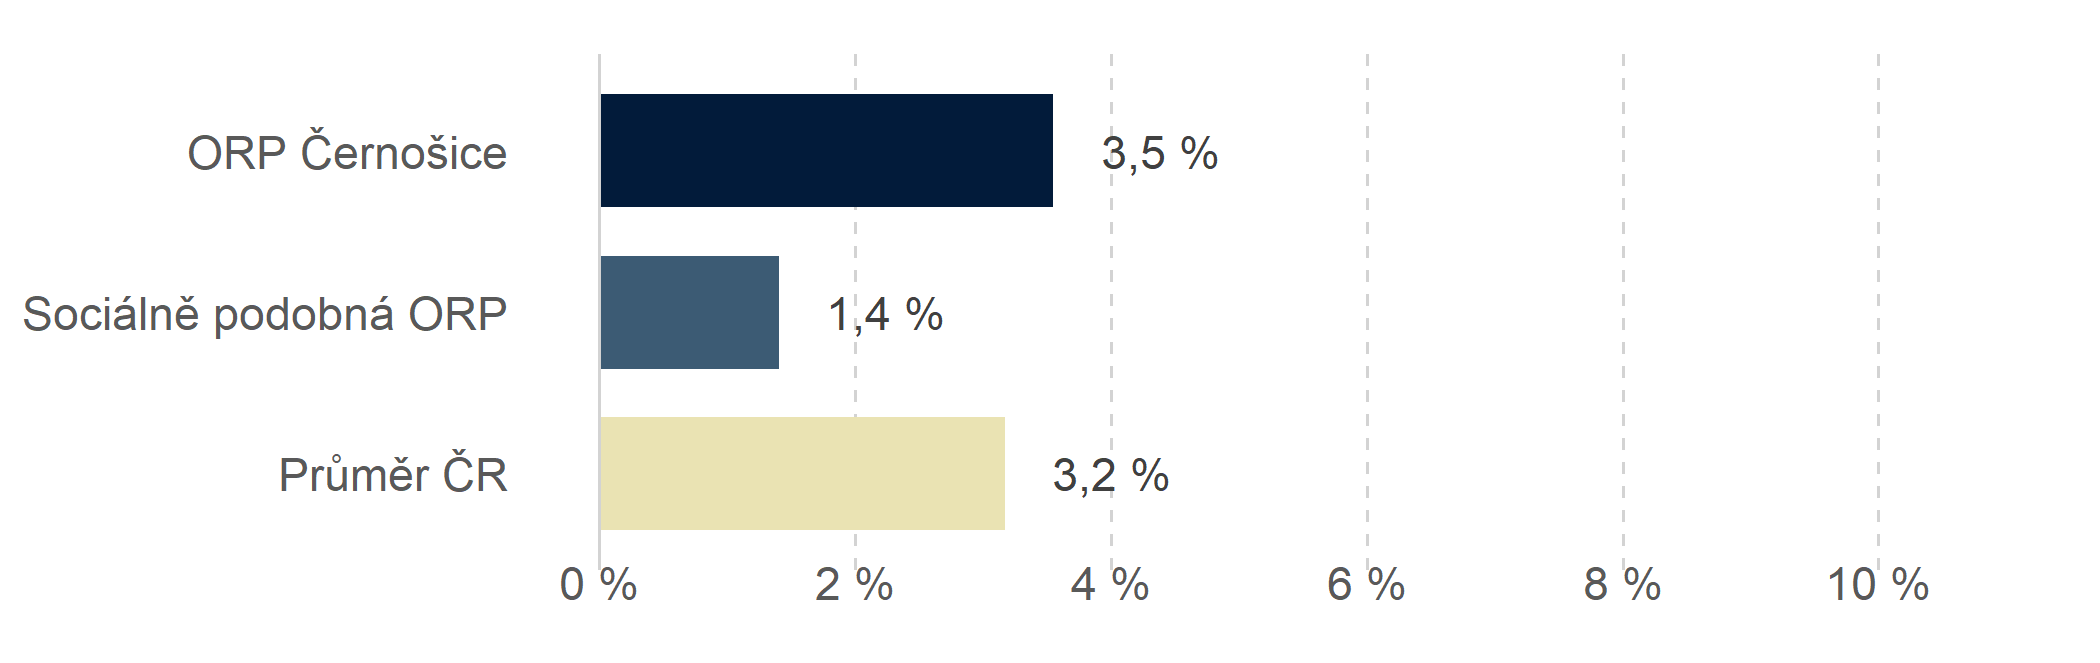 ORP Černošice
3,5 %
Sociálně podobná ORP
1,4 %
Průměr ČR
3,2 %
0 % 2 % 4 % 6 % 8 % 10 %